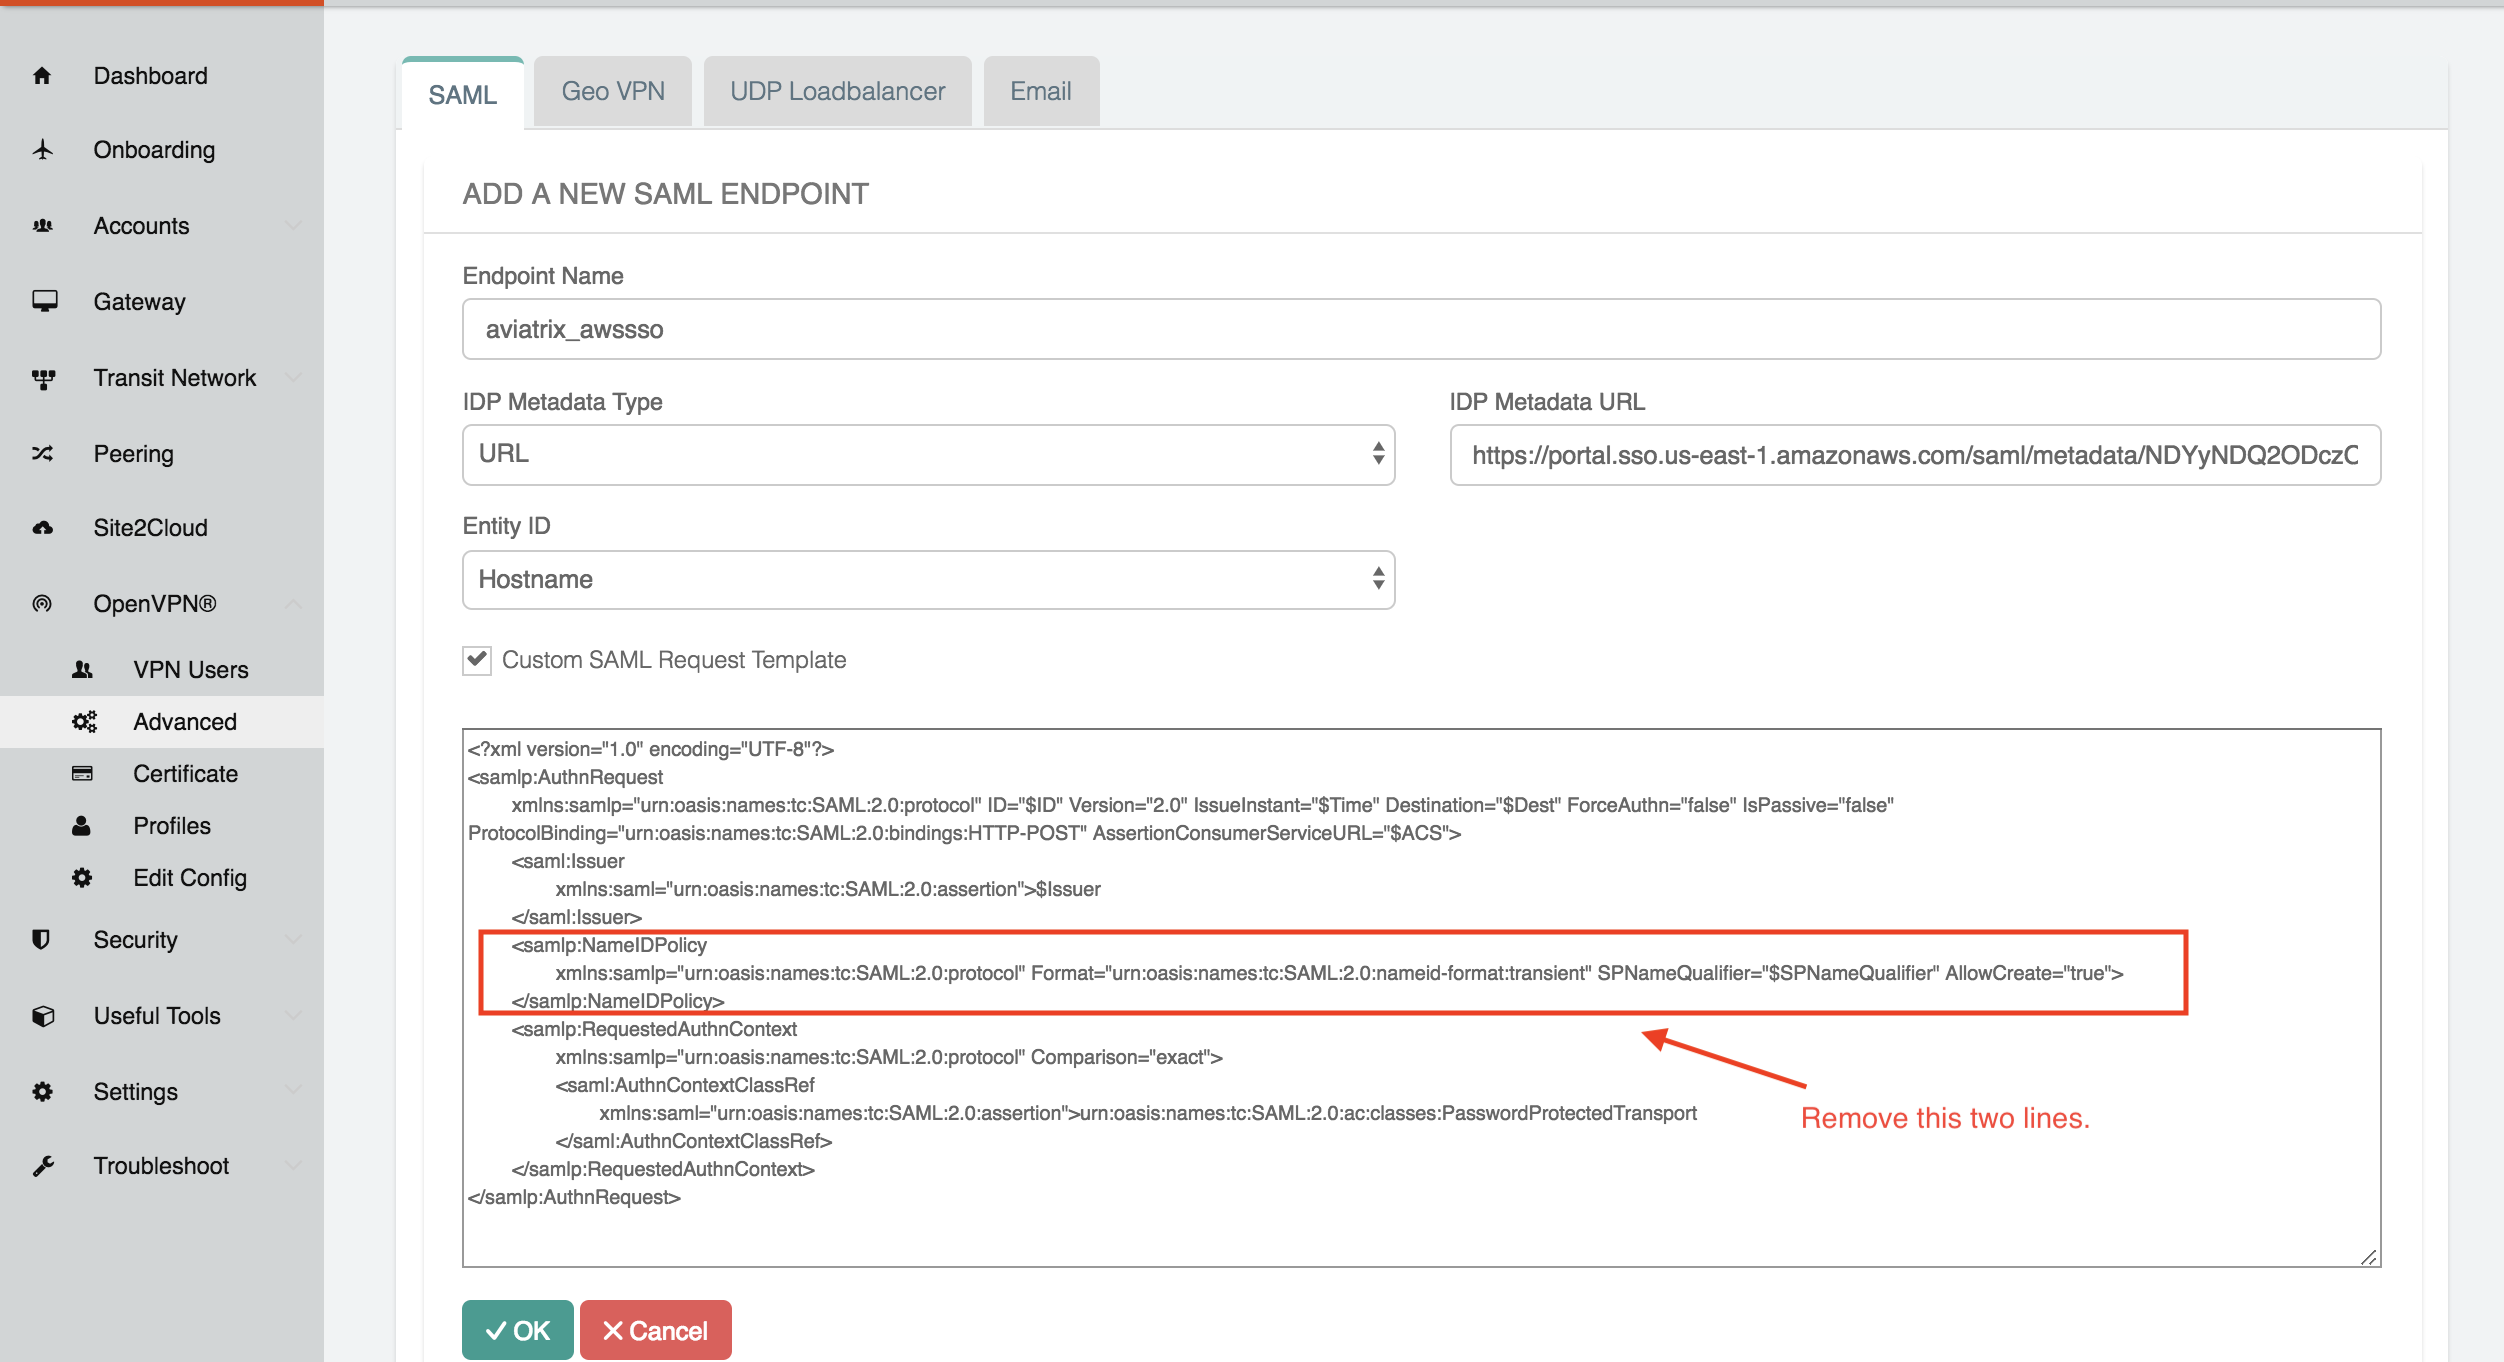 Dashboard
Onboarding
Accounts
Gateway
Transit Network
Peering
Site2Cloud
OpenVPN®
VPN Users
Advanced
Certificate
Profiles
Edit Config
Security
Useful Tools
Settings
Troubleshoot
SAML
Geo VPN
UDP Loadbalancer
Email
ADD A NEW SAML ENDPOINT
Endpoint Name
aviatrix_awssso
IDP Metadata Type
IDP Metadata URL
URL
https://portal.sso.us-east-1.amazonaws.com/saml/metadata/NDYyNDQ2ODczC
Entity ID
Hostname
Custom SAML Request Template
<?xml version="1.0" encoding="UTF-8"?>
<samlp:AuthnRequest
xmlns:samlp="urn:oasis:names:tc:SAML:2.0:protocol" ID="$ID" Version="2.0" IssueInstant="$Time" Destination="$Dest" ForceAuthn="false" IsPassive="false"
ProtocolBinding="urn:oasis:names:tc:SAML:2.0:bindings:HTTP-POST" AssertionConsumerServiceURL="$ACS">
<saml:Issuer
xmlns:saml="urn:oasis:names:tc:SAML:2.0:assertion">$Issuer
</saml:Issuer>
<samlp:NameIDPolicy
xmlns:samlp="urn:oasis:names:tc:SAML:2.0:protocol" Format="urn:oasis:names:tc:SAML:2.0:nameid-format:transient" SPNameQualifier="$SPNameQualifier" AllowCreate="true">
</samlp:NameIDPolicy>
<samlp:RequestedAuthnContext
xmlns:samlp="urn:oasis:names:tc:SAML:2.0:protocol" Comparison="exact">
<saml:AuthnContextClassRef
xmlns:saml="urn:oasis:names:tc:SAML:2.0:assertion">urn:oasis:names:tc:SAML:2.0:ac:classes:PasswordProtectedTransport
</saml:AuthnContextClassRef>
</samlp:RequestedAuthnContext>
</samlp:AuthnRequest>
Remove this two lines.
OK
Cancel